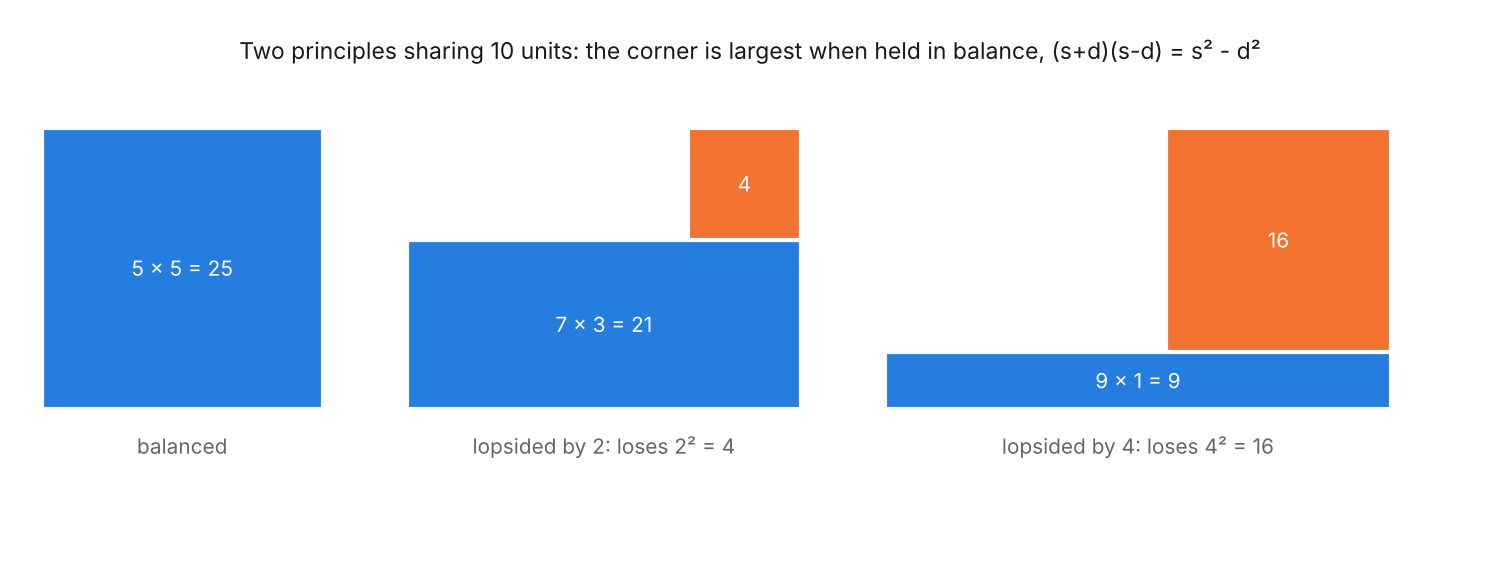 Two principles sharing 10 units: the corner is largest when held in balance, (s+d)(s-d) = s² - d²
4
16
5 × 5 = 25
7 × 3 = 21
9 × 1 = 9
balanced
lopsided by 2: loses 2² = 4
lopsided by 4: loses 4² = 16